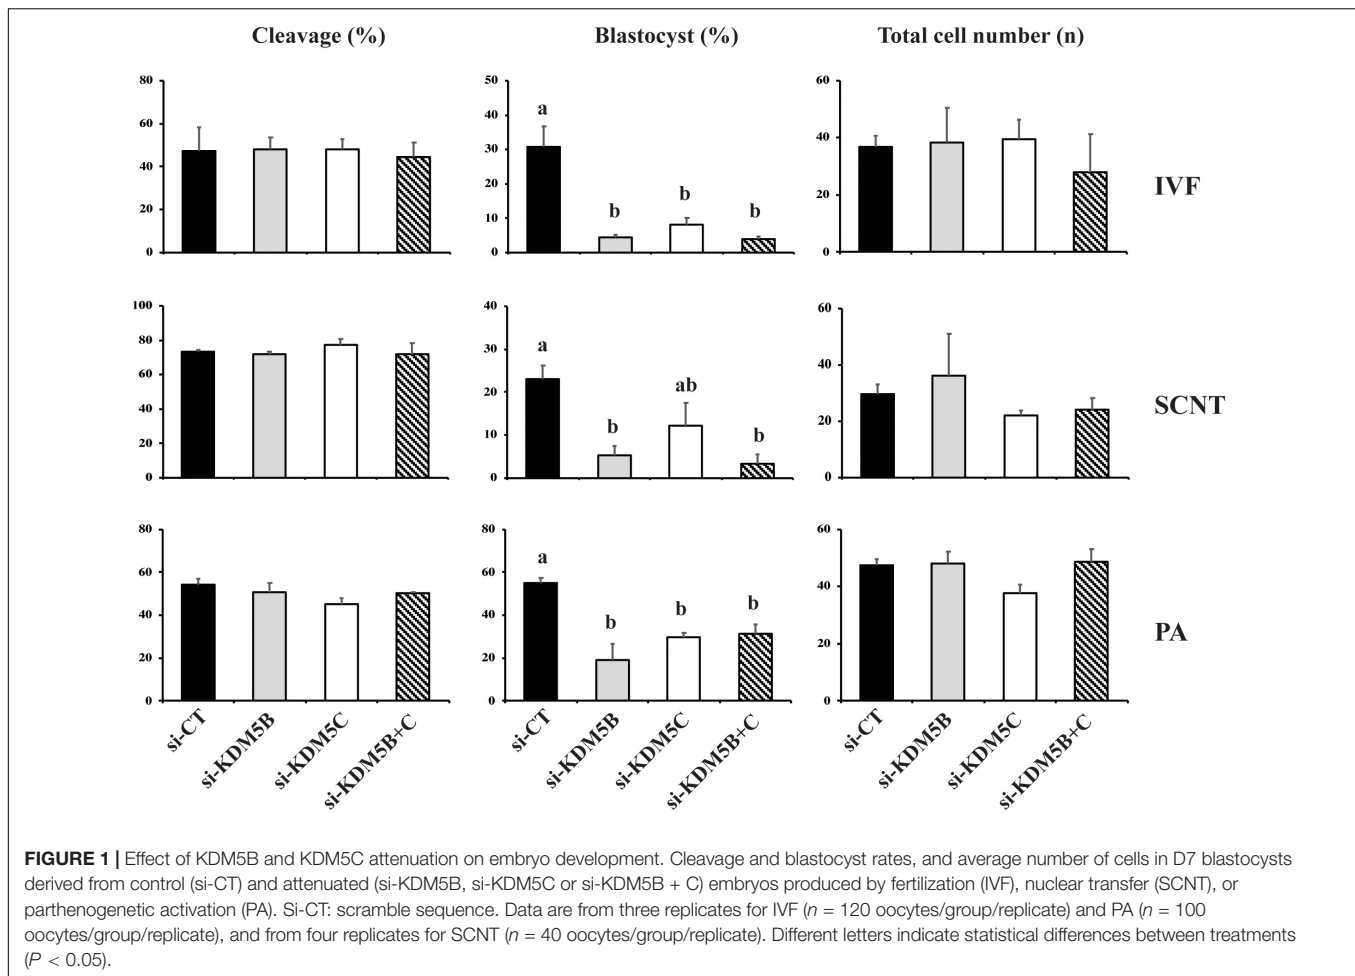 Cleavage (%) Blastocyst (%) Total cell number (n)
80
60
40
20
0
50
40
30
20
10
0
a
b
b
b
60
40
20
0
IVF
100
80
60
40
20
0
40
30
20
10
0
a
b
ab
b
60
40
20
0
SCNT
80
60
40
20
0
80
60
40
20
0
a
b
b
b
60
40
20
0
PA
si-CT
si-KDM5B
si-KDM5C
si-KDM5B+C
si-CT
si-KDM5B
si-KDM5C
si-KDM5B+C
si-CT
si-KDM5B
si-KDM5C
si-KDM5B+C
FIGURE 1 | Effect of KDM5B and KDM5C attenuation on embryo development. Cleavage and blastocyst rates, and average number of cells in D7 blastocysts
derived from control (si-CT) and attenuated (si-KDM5B, si-KDM5C or si-KDM5B + C) embryos produced by fertilization (IVF), nuclear transfer (SCNT), or
parthenogenetic activation (PA). Si-CT: scramble sequence. Data are from three replicates for IVF (n = 120 oocytes/group/replicate) and PA (n = 100
oocytes/group/replicate), and from four replicates for SCNT (n = 40 oocytes/group/replicate). Different letters indicate statistical differences between treatments
(P < 0.05).